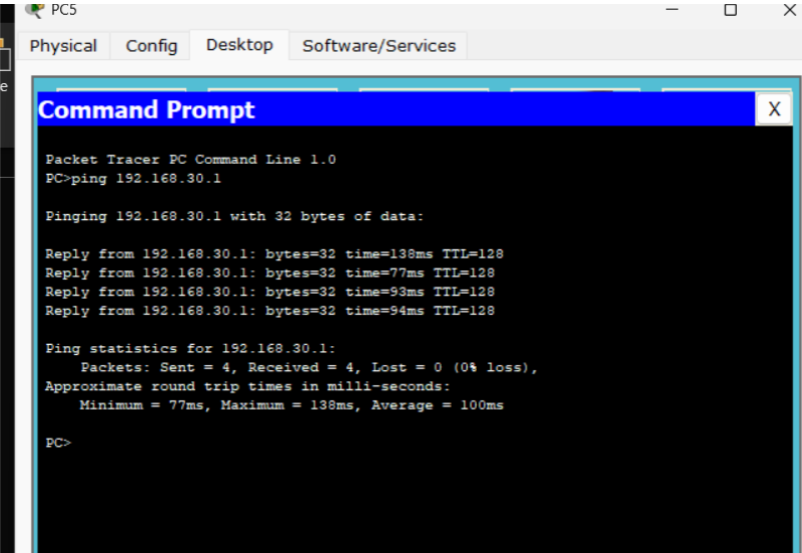 PC5
Physical Config Desktop Software/Services
e
Command Prompt X
Packet Tracer PC Command Line 1.0
PC>ping 192.168.30.1
Pinging 192.168.30.1 with 32 bytes of data:
Reply from 192.168.30.1: bytes=32 time=138ms TTL=128
Reply from 192.168.30.1: bytes=32 time=77ms TTL=128
Reply from 192.168.30.1: bytes=32 time=93ms TTL=128
Reply from 192.168.30.1: bytes=32 time=94ms TTL=128
Ping statistics for 192.168.30.1:
Packets: Sent = 4, Received = 4, Lost = 0 (0% loss),
Approximate round trip times in milli-seconds:
Minimum = 77ms, Maximum = 138ms, Average = 100ms
PC>